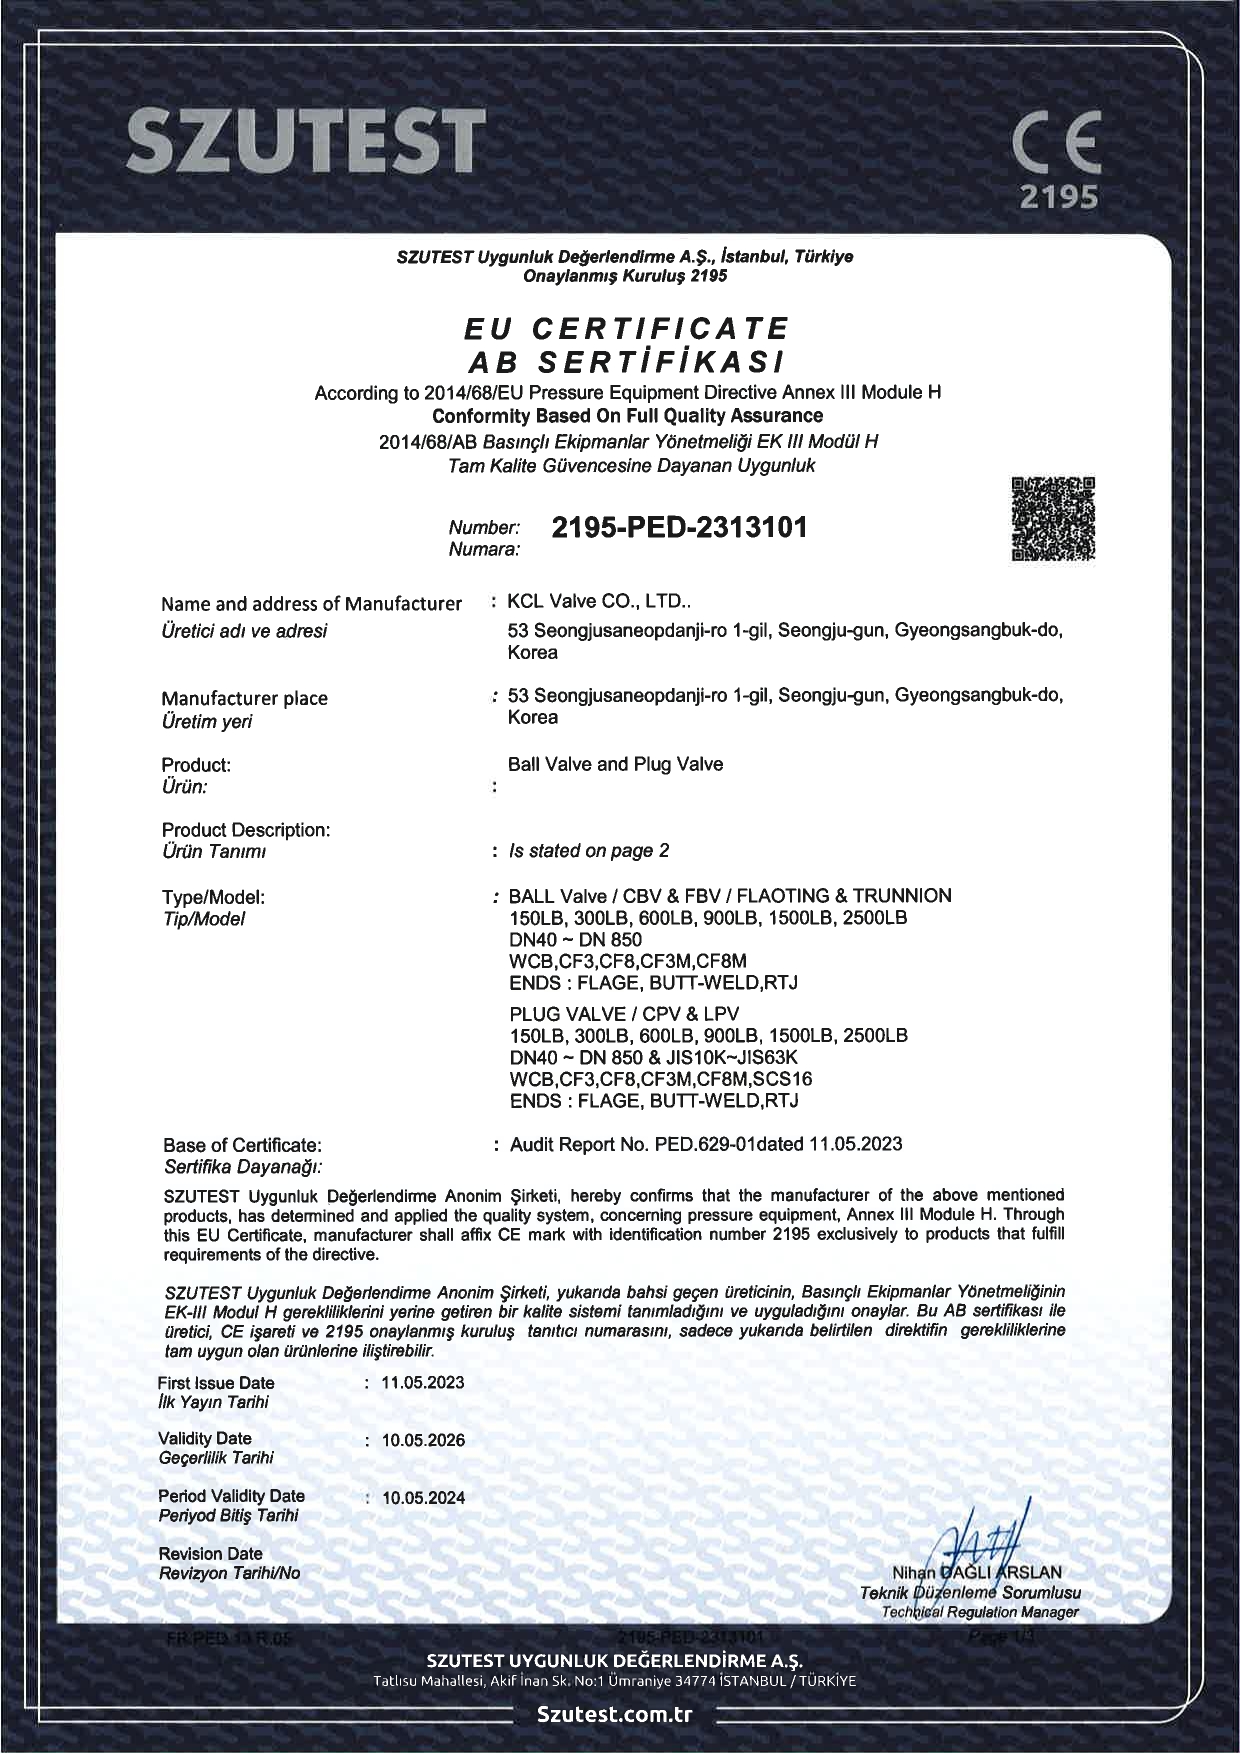 SZUTEST
CE
2195
SZUTEST Uygunluk Değerlendirme A.Ş., İstanbul, Türkiye
Onaylanmış Kuruluş 2195
EU CERTIFICATE
AB SERTİFİKASI
According to 2014/68/EU Pressure Equipment Directive Annex III Module H
Conformity Based On Full Quality Assurance
2014/68/AB Basınçlı Ekipmanlar Yönetmeliği EK III Modül H
Tam Kalite Güvencesine Dayanan Uygunluk
Number: 2195-PED-2313101
Numara:
Name and address of Manufacturer : KCL Valve CO., LTD..
Üretici adı ve adresi 53 Seongjusaneopdanji-ro 1-gil, Seongju-gun, Gyeongsangbuk-do,
Korea
Manufacturer place : 53 Seongjusaneopdanji-ro 1-gil, Seongju-gun, Gyeongsangbuk-do,
Üretim yeri Korea
Product: Ball Valve and Plug Valve
Ürün: :
Product Description:
Ürün Tanımı : Is stated on page 2
Type/Model: : BALL Valve / CBV & FBV / FLAOTING & TRUNNION
Tip/Model 150LB, 300LB, 600LB, 900LB, 1500LB, 2500LB
DN40 ~ DN 850
WCB,CF3,CF8,CF3M,CF8M
ENDS : FLAGE, BUTT-WELD,RTJ
PLUG VALVE / CPV & LPV
150LB, 300LB, 600LB, 900LB, 1500LB, 2500LB
DN40 ~ DN 850 & JIS10K~JIS63K
WCB,CF3,CF8,CF3M,CF8M,SCS16
ENDS : FLAGE, BUTT-WELD,RTJ
Base of Certificate: : Audit Report No. PED.629-01dated 11.05.2023
Sertifika Dayanağı:
SZUTEST Uygunluk Değerlendirme Anonim Şirketi, hereby confirms that the manufacturer of the above mentioned
products, has determined and applied the quality system, concerning pressure equipment, Annex III Module H. Through
this EU Certificate, manufacturer shall affix CE mark with identification number 2195 exclusively to products that fulfill
requirements of the directive.
SZUTEST Uygunluk Değerlendirme Anonim Şirketi, yukarıda bahsi geçen üreticinin, Basınçlı Ekipmanlar Yönetmeliğinin
EK-III Modul H gerekliliklerini yerine getiren bir kalite sistemi tanımladığını ve uyguladığını onaylar. Bu AB sertifikası ile
üretici, CE işareti ve 2195 onaylanmış kuruluş tanıtıcı numarasını, sadece yukarıda belirtilen direktifin gerekliliklerine
tam uygun olan ürünlerine iliştirebilir.
First Issue Date : 11.05.2023
İlk Yayın Tarihi
Validity Date : 10.05.2026
Geçerlilik Tarihi
Period Validity Date : 10.05.2024
Periyod Bitiş Tarihi
Revision Date
Revizyon Tarihi/No
Nihan DAĞLI ARSLAN
Teknik Düzenleme Sorumlusu
Technical Regulation Manager
FR.PED.13 R.05 2195-PED-2313101 Page 1/3
SZUTEST UYGUNLUK DEĞERLENDİRME A.Ş.
Tatlısu Mahallesi, Akif İnan Sk. No:1 Ümraniye 34774 İSTANBUL / TÜRKİYE
Szutest.com.tr